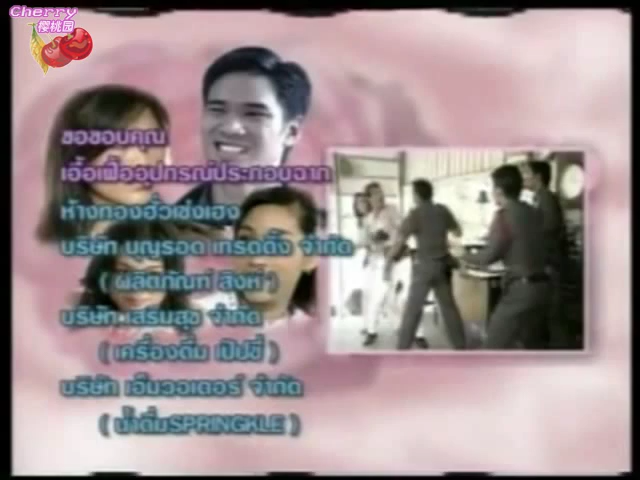 Cherry
樱桃园
ขอขอบคุณ
เอื้อเฟื้ออุปกรณ์ประกอบฉาก
ห้างทองฮั่วเซ่งเฮง
บริษัท บุญรอด เทรดดิ้ง จำกัด
( ผลิตภัณฑ์ สิงห์ )
บริษัท เสริมสุข จำกัด
( เครื่องดื่ม เป๊ปซี่ )
บริษัท เอ็มวอเตอร์ จำกัด
( น้ำดื่มSPRINGKLE )